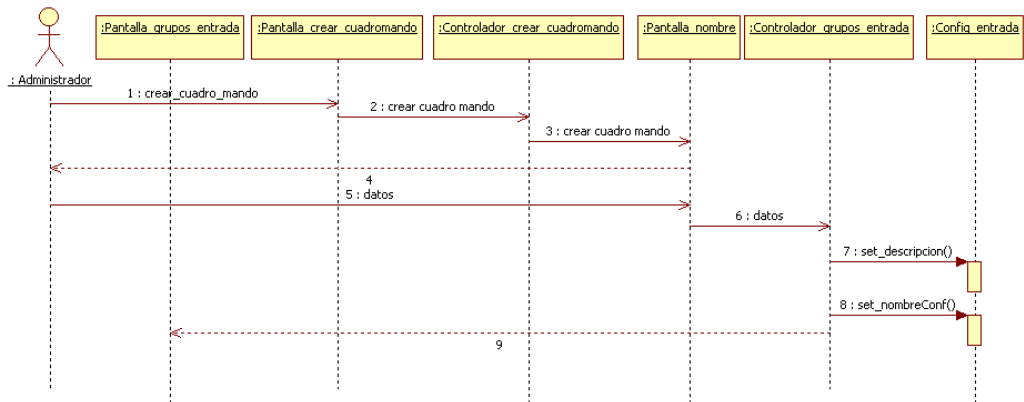 :Pantalla_grupos_entrada
:Pantalla_crear_cuadromando
:Controlador_crear_cuadromando
:Pantalla_nombre
:Controlador_grupos_entrada
:Config_entrada
: Administrador
1 : crear_cuadro_mando
2 : crear cuadro mando
3 : crear cuadro mando
4
5 : datos
6 : datos
7 : set_descripcion()
8 : set_nombreConf()
9